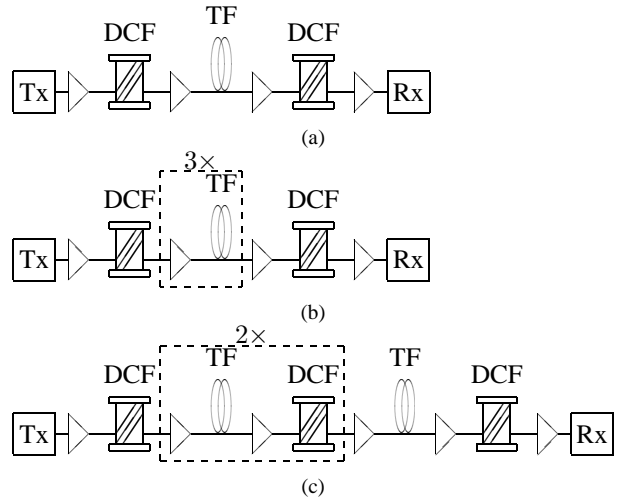 TF
DCF DCF
Tx Rx
(a)
3×
TF
DCF DCF
Tx Rx
(b)
2×
TF TF
DCF DCF DCF
Tx Rx
(c)